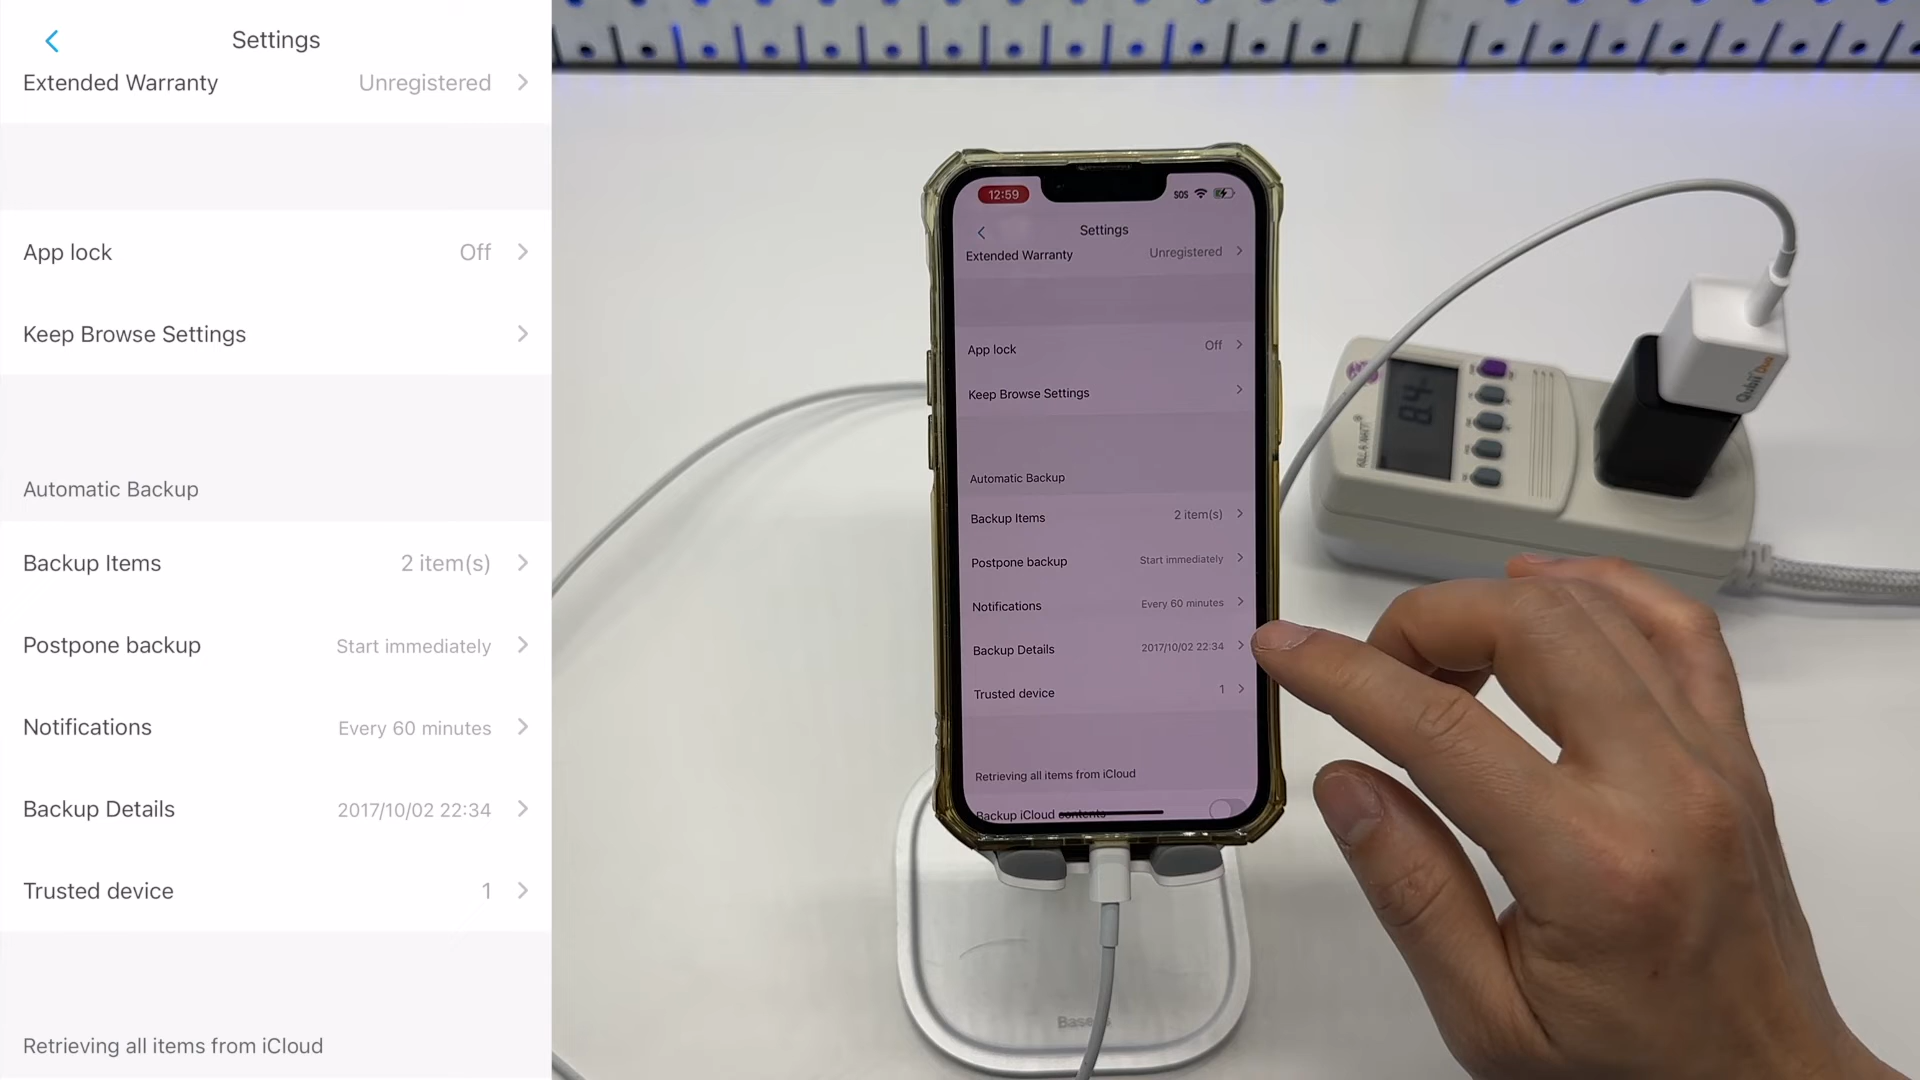 Settings
Extended Warranty Unregistered
App lock Off
Keep Browse Settings
Automatic Backup
Backup Items 2 item(s)
Postpone backup Start immediately
Notifications Every 60 minutes
Backup Details 2017/10/02 22:34
Trusted device 1
Retrieving all items from iCloud
12:59 SOS
Settings
Extended Warranty Unregistered
App lock Off
Keep Browse Settings
Automatic Backup
Backup Items 2 item(s)
Postpone backup Start immediately
Notifications Every 60 minutes
Backup Details 2017/10/02 22:34
Trusted device 1
Retrieving all items from iCloud
Backup iCloud contents
Qubii Duo